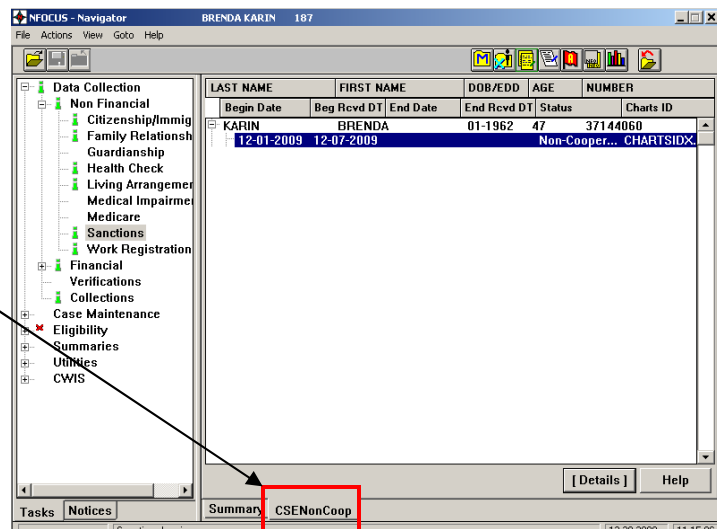 NFOCUS - Navigator BRENDA KARIN 187
File Actions View Goto Help
Data Collection
Non Financial
Citizenship/Immig
Family Relationsh
Guardianship
Health Check
Living Arrangemer
Medical Impairme
Medicare
Sanctions
Work Registration
Financial
Verifications
Collections
Case Maintenance
Eligibility
Summaries
Utilities
CWIS
Tasks Notices
LAST NAME FIRST NAME DOB/EDD AGE NUMBER
Begin Date Beg Rcvd DT End Date End Rcvd DT Status Charts ID
KARIN BRENDA 01-1962 47 37144060
12-01-2009 12-07-2009 Non-Cooper... CHARTSIDX
[ Details ] Help
Summary CSENonCoop